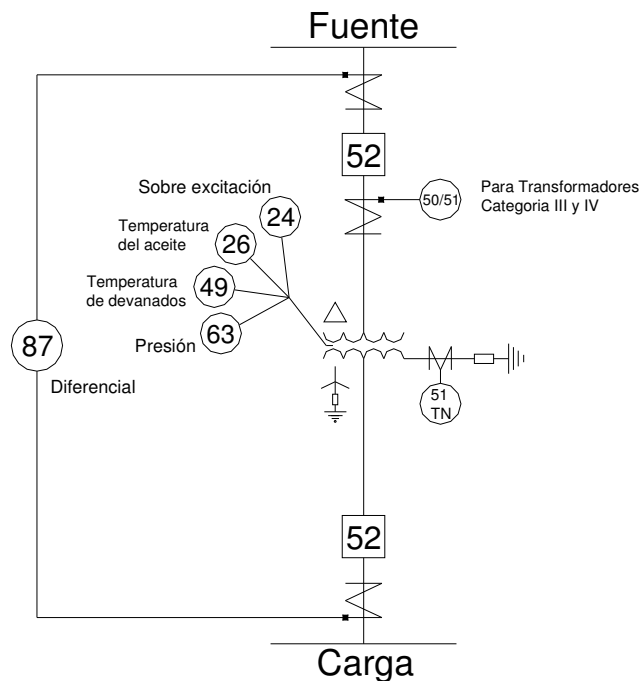 Fuente
52
Sobre excitación
24
50/51
Para Transformadores
Categoria III y IV
Temperatura
del aceite
26
Temperatura
de devanados
49
Presión
63
87
Diferencial
51
TN
52
Carga